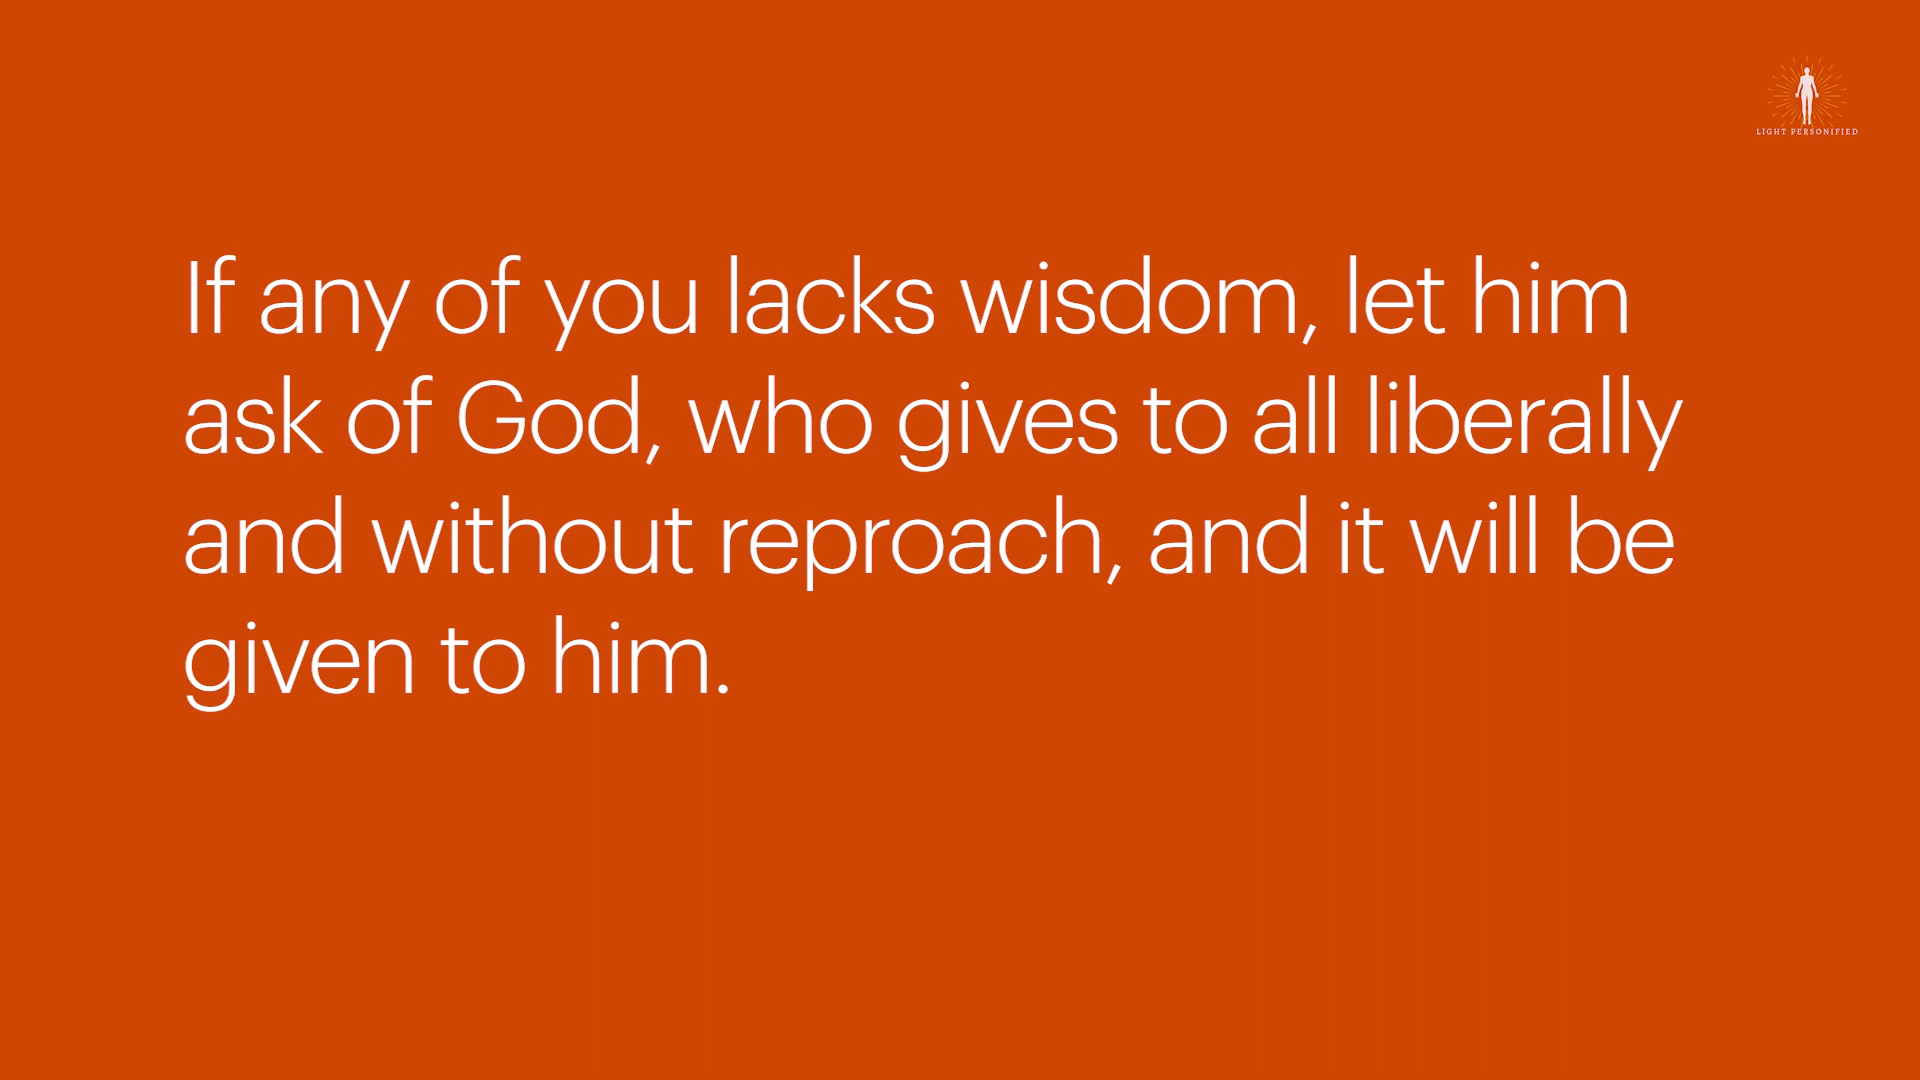 LIGHT PERSONIFIED
If any of you lacks wisdom, let him
ask of God, who gives to all liberally
and without reproach, and it will be
given to him.